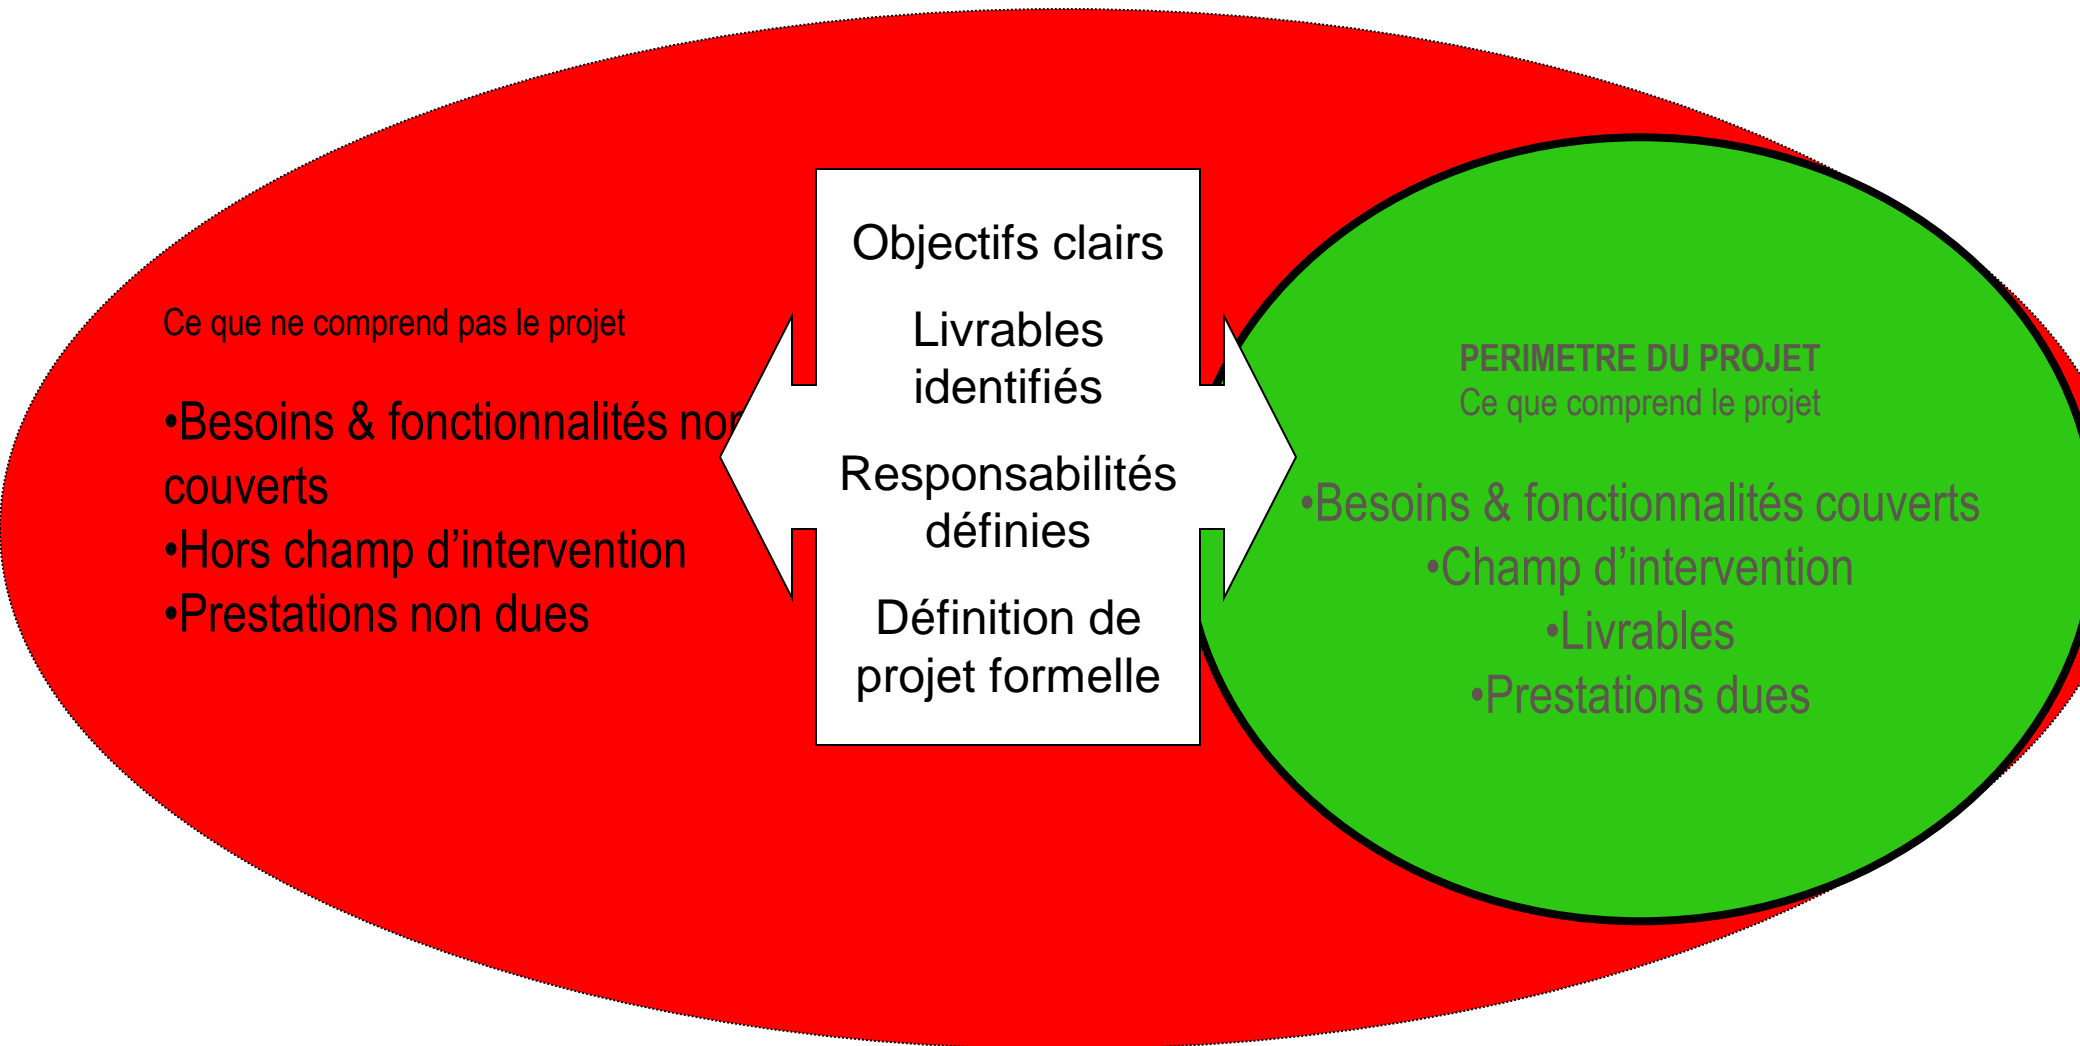 Ce que ne comprend pas le projet
•Besoins & fonctionnalités non
couverts
•Hors champ d’intervention
•Prestations non dues
Objectifs clairs
Livrables
identifiés
Responsabilités
définies
Définition de
projet formelle
PERIMETRE DU PROJET
Ce que comprend le projet
•Besoins & fonctionnalités couverts
•Champ d’intervention
•Livrables
•Prestations dues